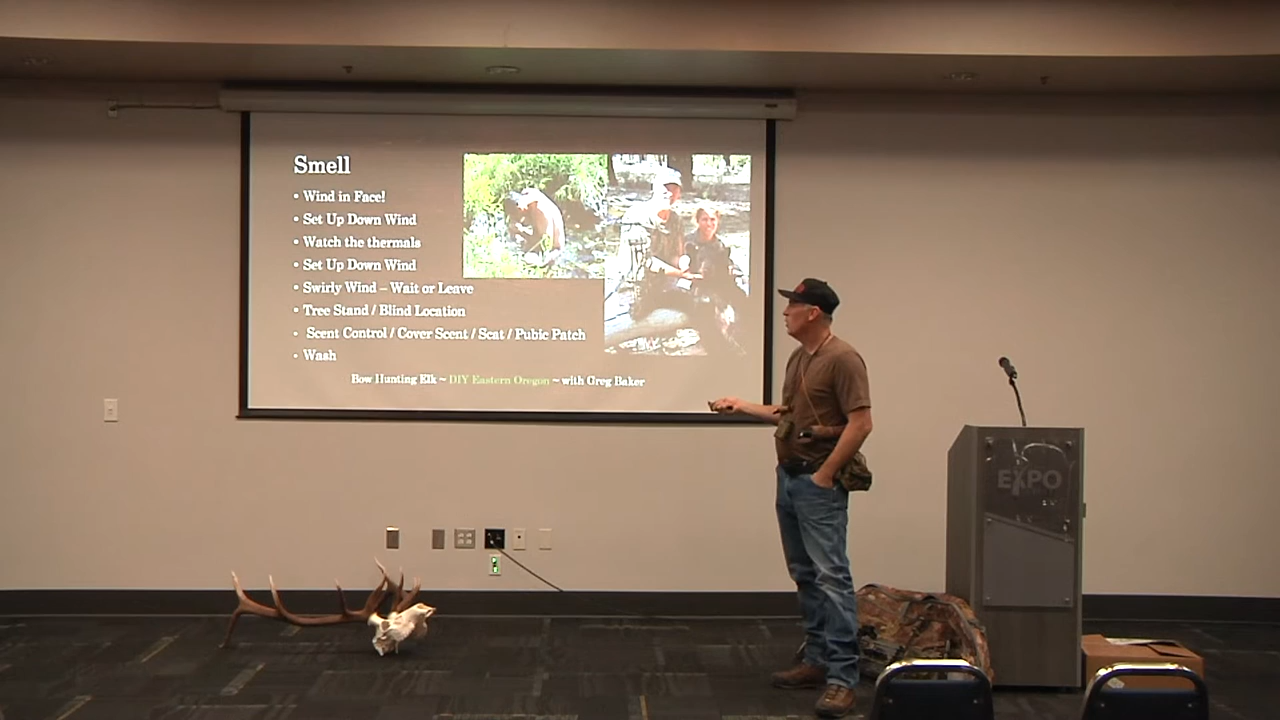 Smell
• Wind in Face!
• Set Up Down Wind
• Watch the thermals
• Set Up Down Wind
• Swirly Wind – Wait or Leave
• Tree Stand / Blind Location
• Scent Control / Cover Scent / Scat / Pubic Patch
• Wash
Bow Hunting Elk ~ DIY Eastern Oregon ~ with Greg Baker
EXPO